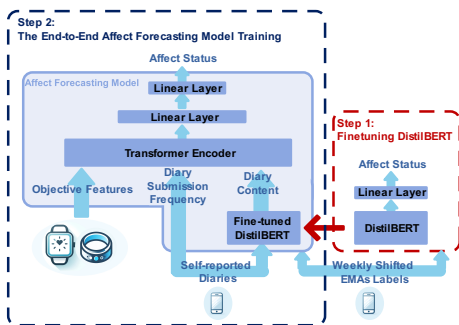 Step 2:
The End-to-End Affect Forecasting Model Training
Affect Status
Affect Forecasting Model
Linear Layer
Linear Layer
Transformer Encoder
Objective Features
Diary
Submission
Frequency
Diary
Content
Fine-tuned
DistilBERT
Self-reported
Diaries
Step 1:
Finetuning DistilBERT
Affect Status
Linear Layer
DistilBERT
Weekly Shifted
EMAs Labels